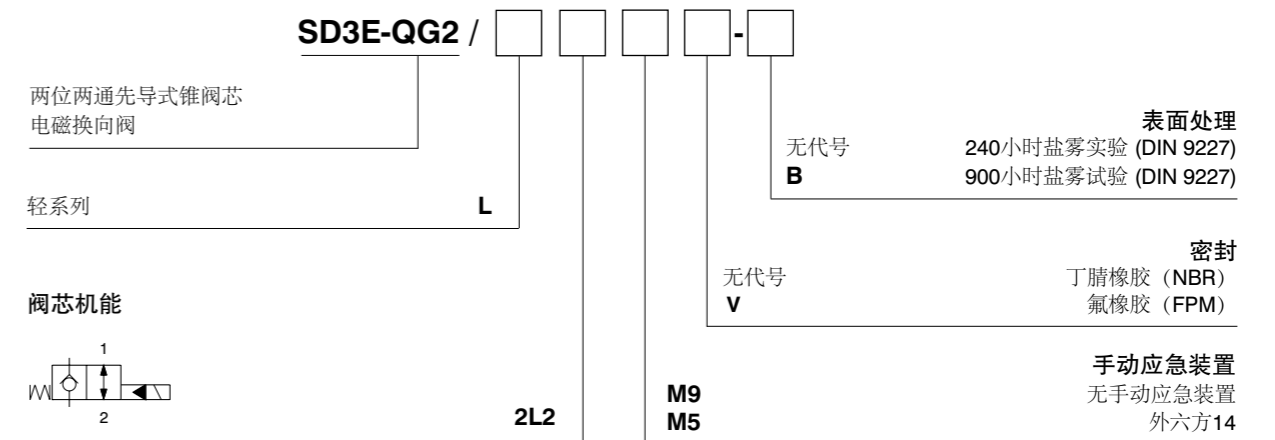 SD3E-QG2 / -
两位两通先导式锥阀芯
电磁换向阀
表面处理
无代号 240小时盐雾实验 (DIN 9227)
B 900小时盐雾试验 (DIN 9227)
轻系列 L
密封
无代号 丁腈橡胶（NBR）
V 氟橡胶（FPM）
阀芯机能
1
2
2L2
手动应急装置
M9 无手动应急装置
M5 外六方14